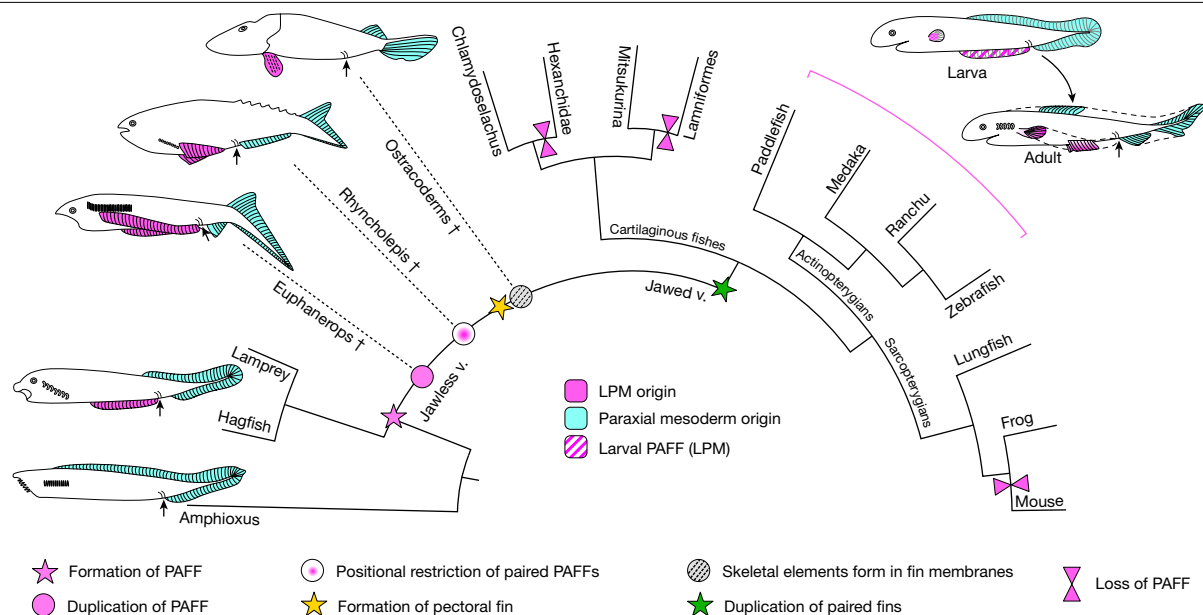 Chlamydoselachus
Hexanchidae
Mitsukurina
Lamniformes
Larva
Adult
Paddlefish
Medaka
Ranchu
Zebrafish
Ostracoderms †
Rhyncholepis †
Euphanerops †
Cartilaginous fishes
Actinopterygians
Jawed v.
Sarcopterygians
Lungfish
Frog
Mouse
Lamprey
Hagfish
Jawless v.
Amphioxus
LPM origin
Paraxial mesoderm origin
Larval PAFF (LPM)
Formation of PAFF
Positional restriction of paired PAFFs
Skeletal elements form in fin membranes
Loss of PAFF
Duplication of PAFF
Formation of pectoral fin
Duplication of paired fins